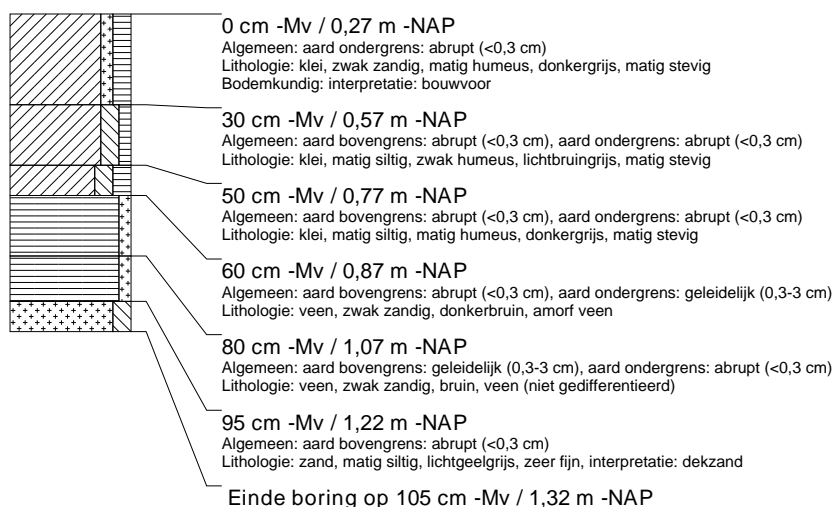 0 cm -Mv / 0,27 m -NAP
Algemeen: aard ondergrens: abrupt (<0,3 cm)
Lithologie: klei, zwak zandig, matig humeus, donkergrijs, matig stevig
Bodemkundig: interpretatie: bouwvoor
30 cm -Mv / 0,57 m -NAP
Algemeen: aard bovengrens: abrupt (<0,3 cm), aard ondergrens: abrupt (<0,3 cm)
Lithologie: klei, matig siltig, zwak humeus, lichtbruingrijs, matig stevig
50 cm -Mv / 0,77 m -NAP
Algemeen: aard bovengrens: abrupt (<0,3 cm), aard ondergrens: abrupt (<0,3 cm)
Lithologie: klei, matig siltig, matig humeus, donkergrijs, matig stevig
60 cm -Mv / 0,87 m -NAP
Algemeen: aard bovengrens: abrupt (<0,3 cm), aard ondergrens: geleidelijk (0,3-3 cm)
Lithologie: veen, zwak zandig, donkerbruin, amorf veen
80 cm -Mv / 1,07 m -NAP
Algemeen: aard bovengrens: geleidelijk (0,3-3 cm), aard ondergrens: abrupt (<0,3 cm)
Lithologie: veen, zwak zandig, bruin, veen (niet gedifferentieerd)
95 cm -Mv / 1,22 m -NAP
Algemeen: aard bovengrens: abrupt (<0,3 cm)
Lithologie: zand, matig siltig, lichtgeelgrijs, zeer fijn, interpretatie: dekzand
Einde boring op 105 cm -Mv / 1,32 m -NAP